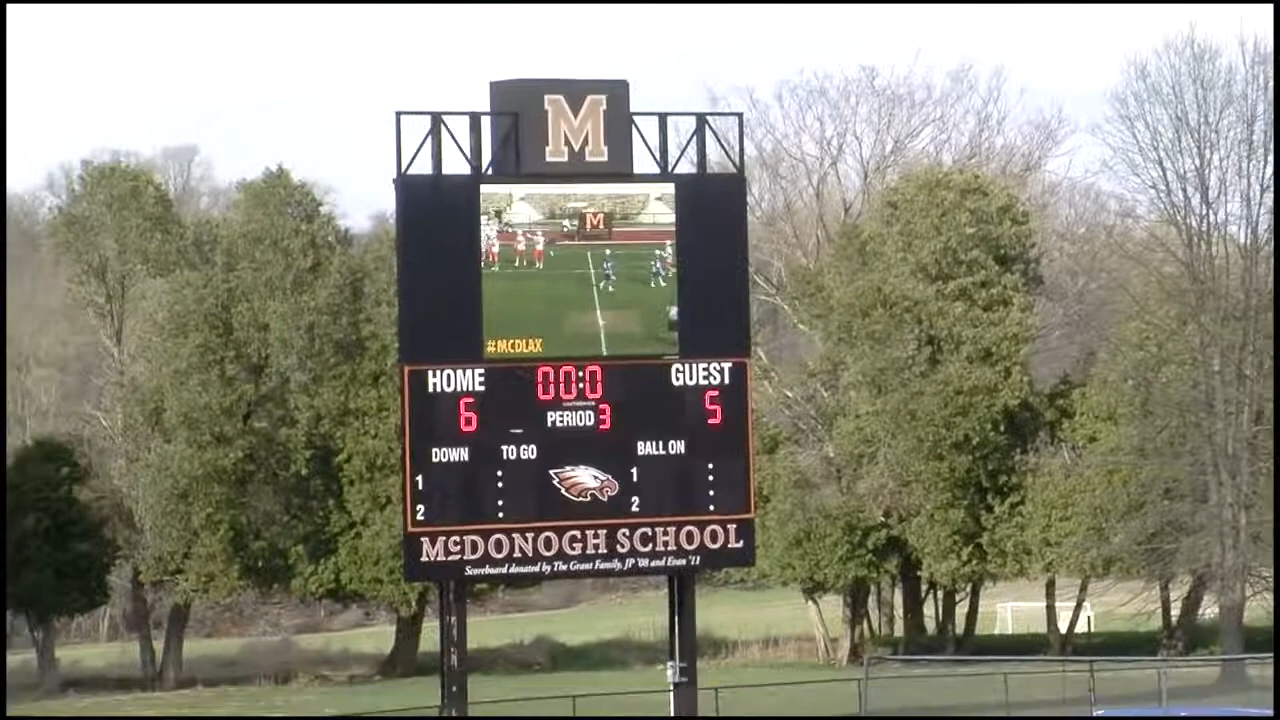 M
M
#MCDLAX
HOME 00:0 GUEST
6 PERIOD 3 5
DOWN TO GO BALL ON
1 1
2 2
McDONOGH SCHOOL
Scoreboard donated by The Grant Family, JP '08 and Evan '11